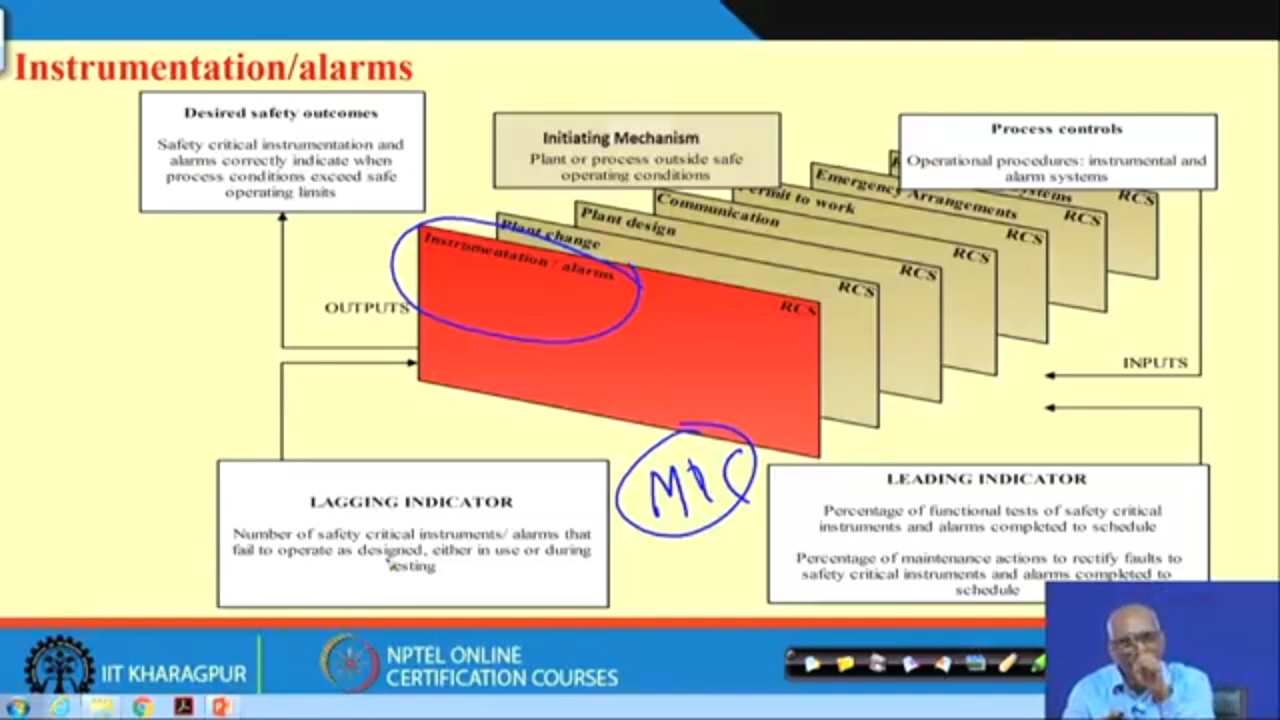 Instrumentation/alarms
Desired safety outcomes
Safety critical instrumentation and
alarms correctly indicate when
process conditions exceed safe
operating limits
Initiating Mechanism
Plant or process outside safe
operating conditions
Process controls
Operational procedures: instrumental and
alarm systems
Instrumentation / alarms
RCS
Plant change
RCS
Plant design
RCS
Communication
RCS
Permit to work
RCS
Emergency Arrangements
RCS
systems
RCS
OUTPUTS
INPUTS
LAGGING INDICATOR
Number of safety critical instruments/ alarms that
fail to operate as designed, either in use or during
testing
LEADING INDICATOR
Percentage of functional tests of safety critical
instruments and alarms completed to schedule
Percentage of maintenance actions to rectify faults to
safety critical instruments and alarms completed to
schedule
IIT KHARAGPUR
NPTEL ONLINE
CERTIFICATION COURSES